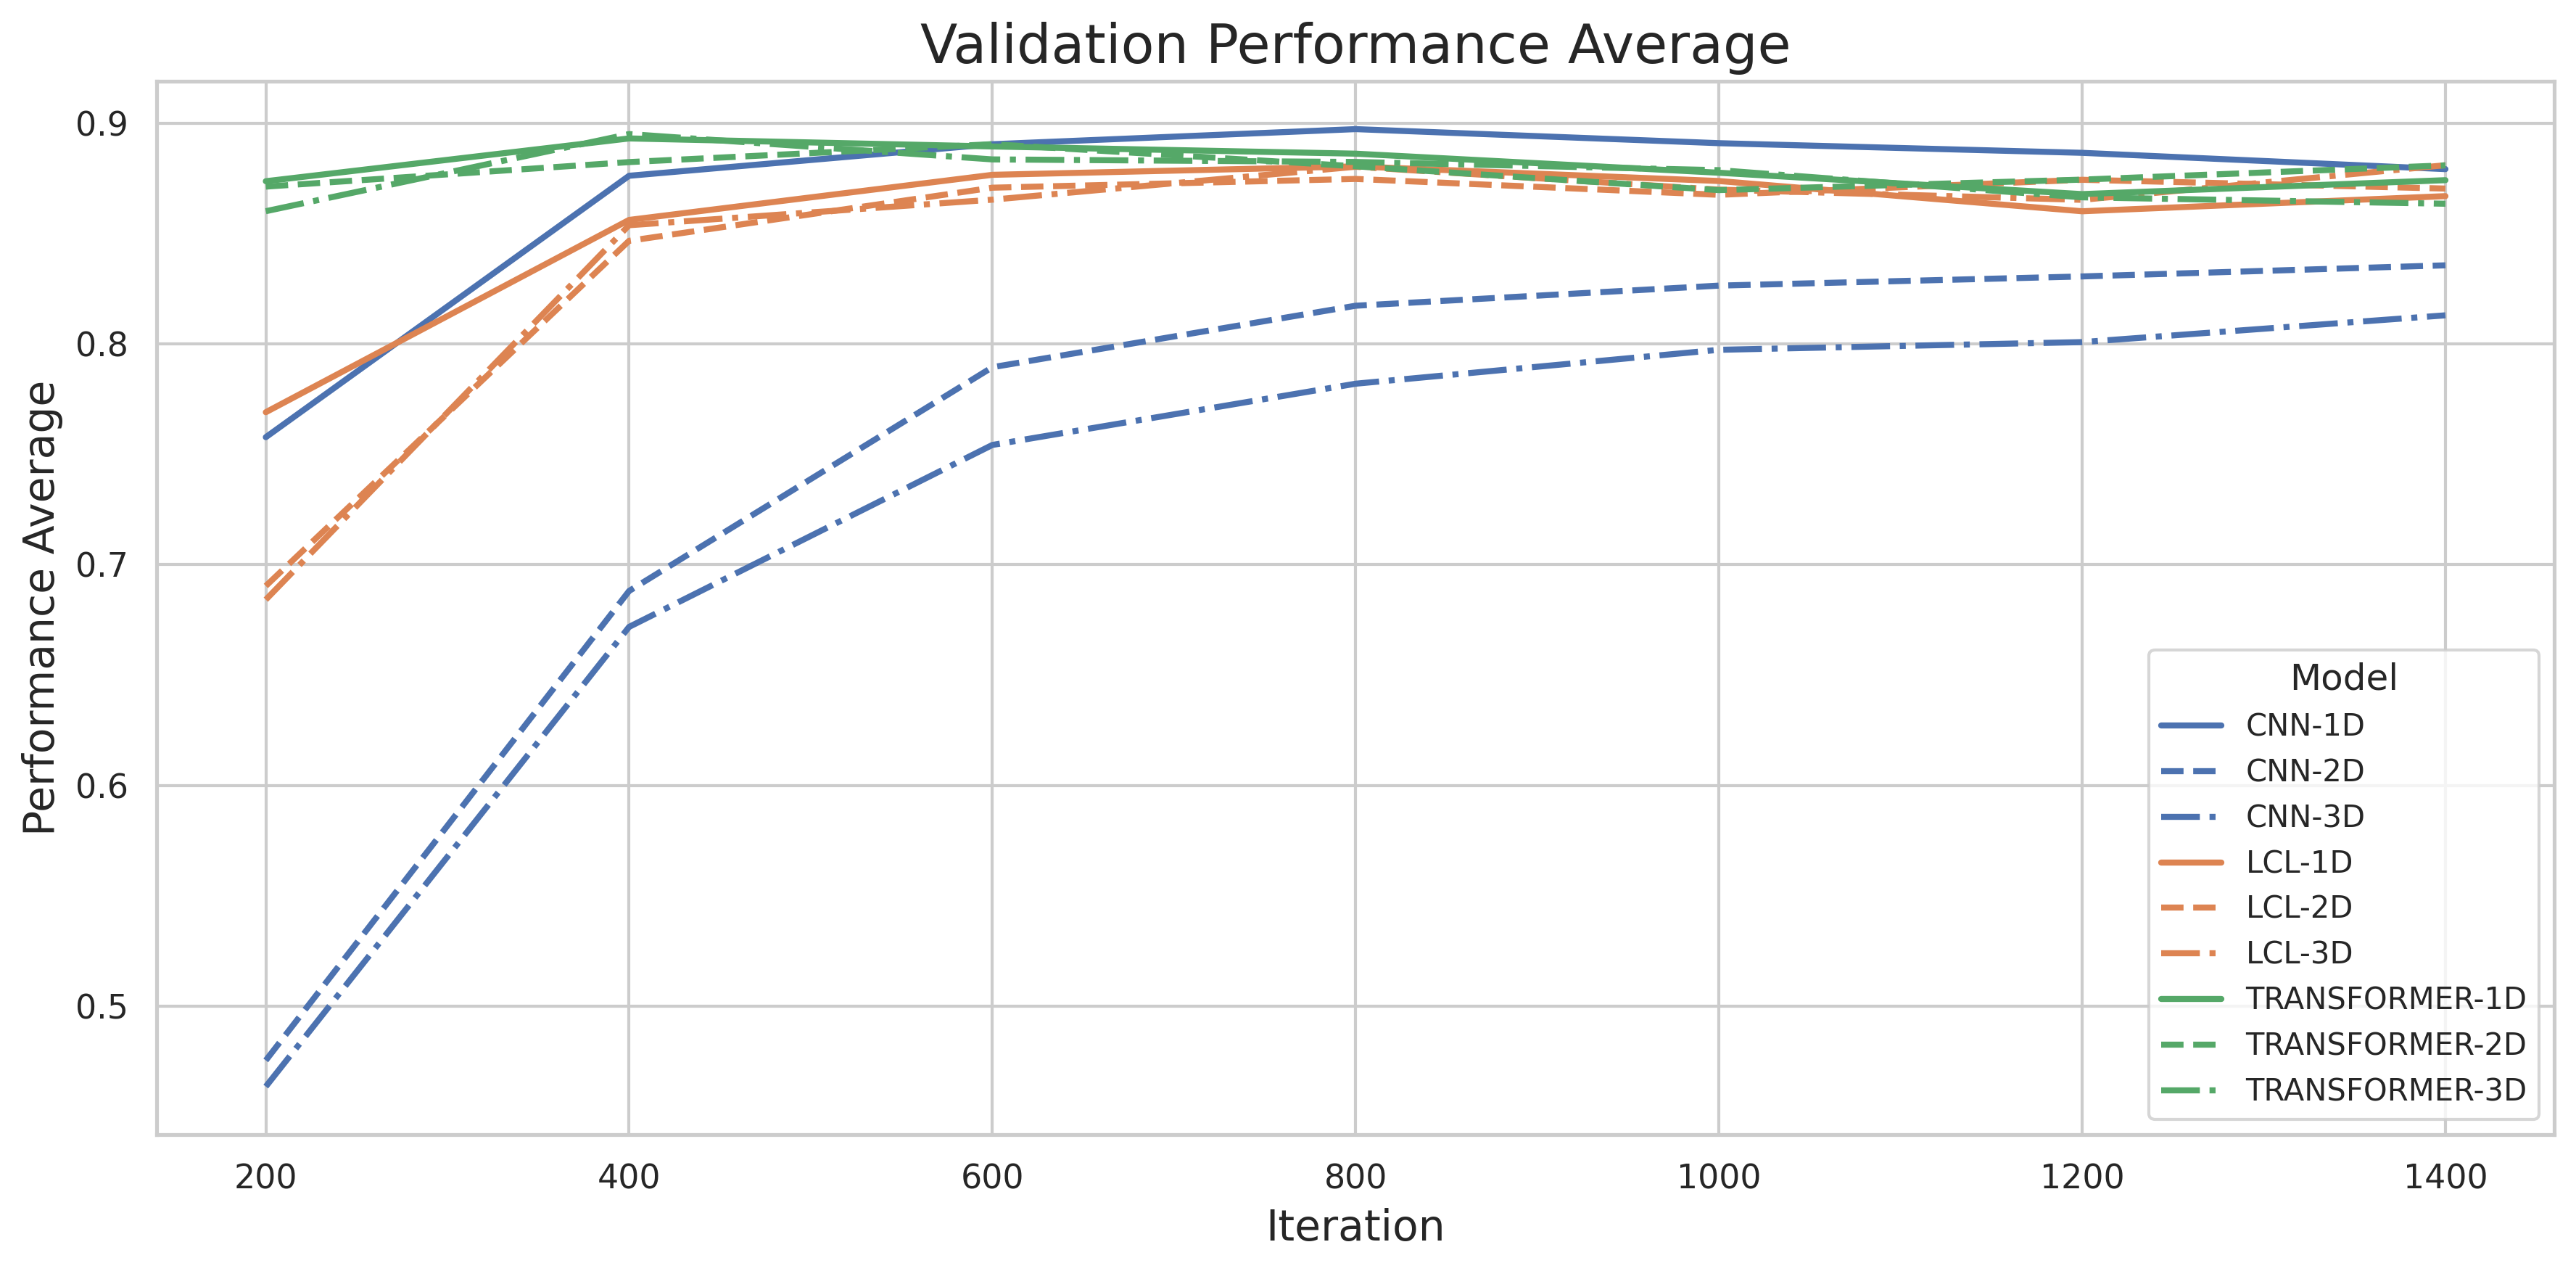 Validation Performance Average
Performance Average
0.9
0.8
0.7
0.6
0.5
200 400 600 800 1000 1200 1400
Iteration
Model
CNN-1D
CNN-2D
CNN-3D
LCL-1D
LCL-2D
LCL-3D
TRANSFORMER-1D
TRANSFORMER-2D
TRANSFORMER-3D